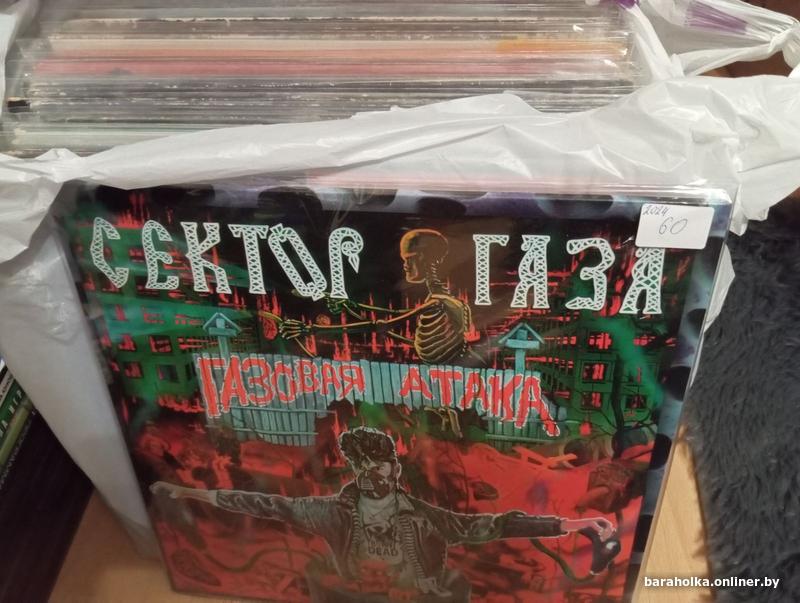 2024
60
СЕКТОР ГАЗА
ГАЗОВАЯ АТАКА
DEAD
baraholka.onliner.by